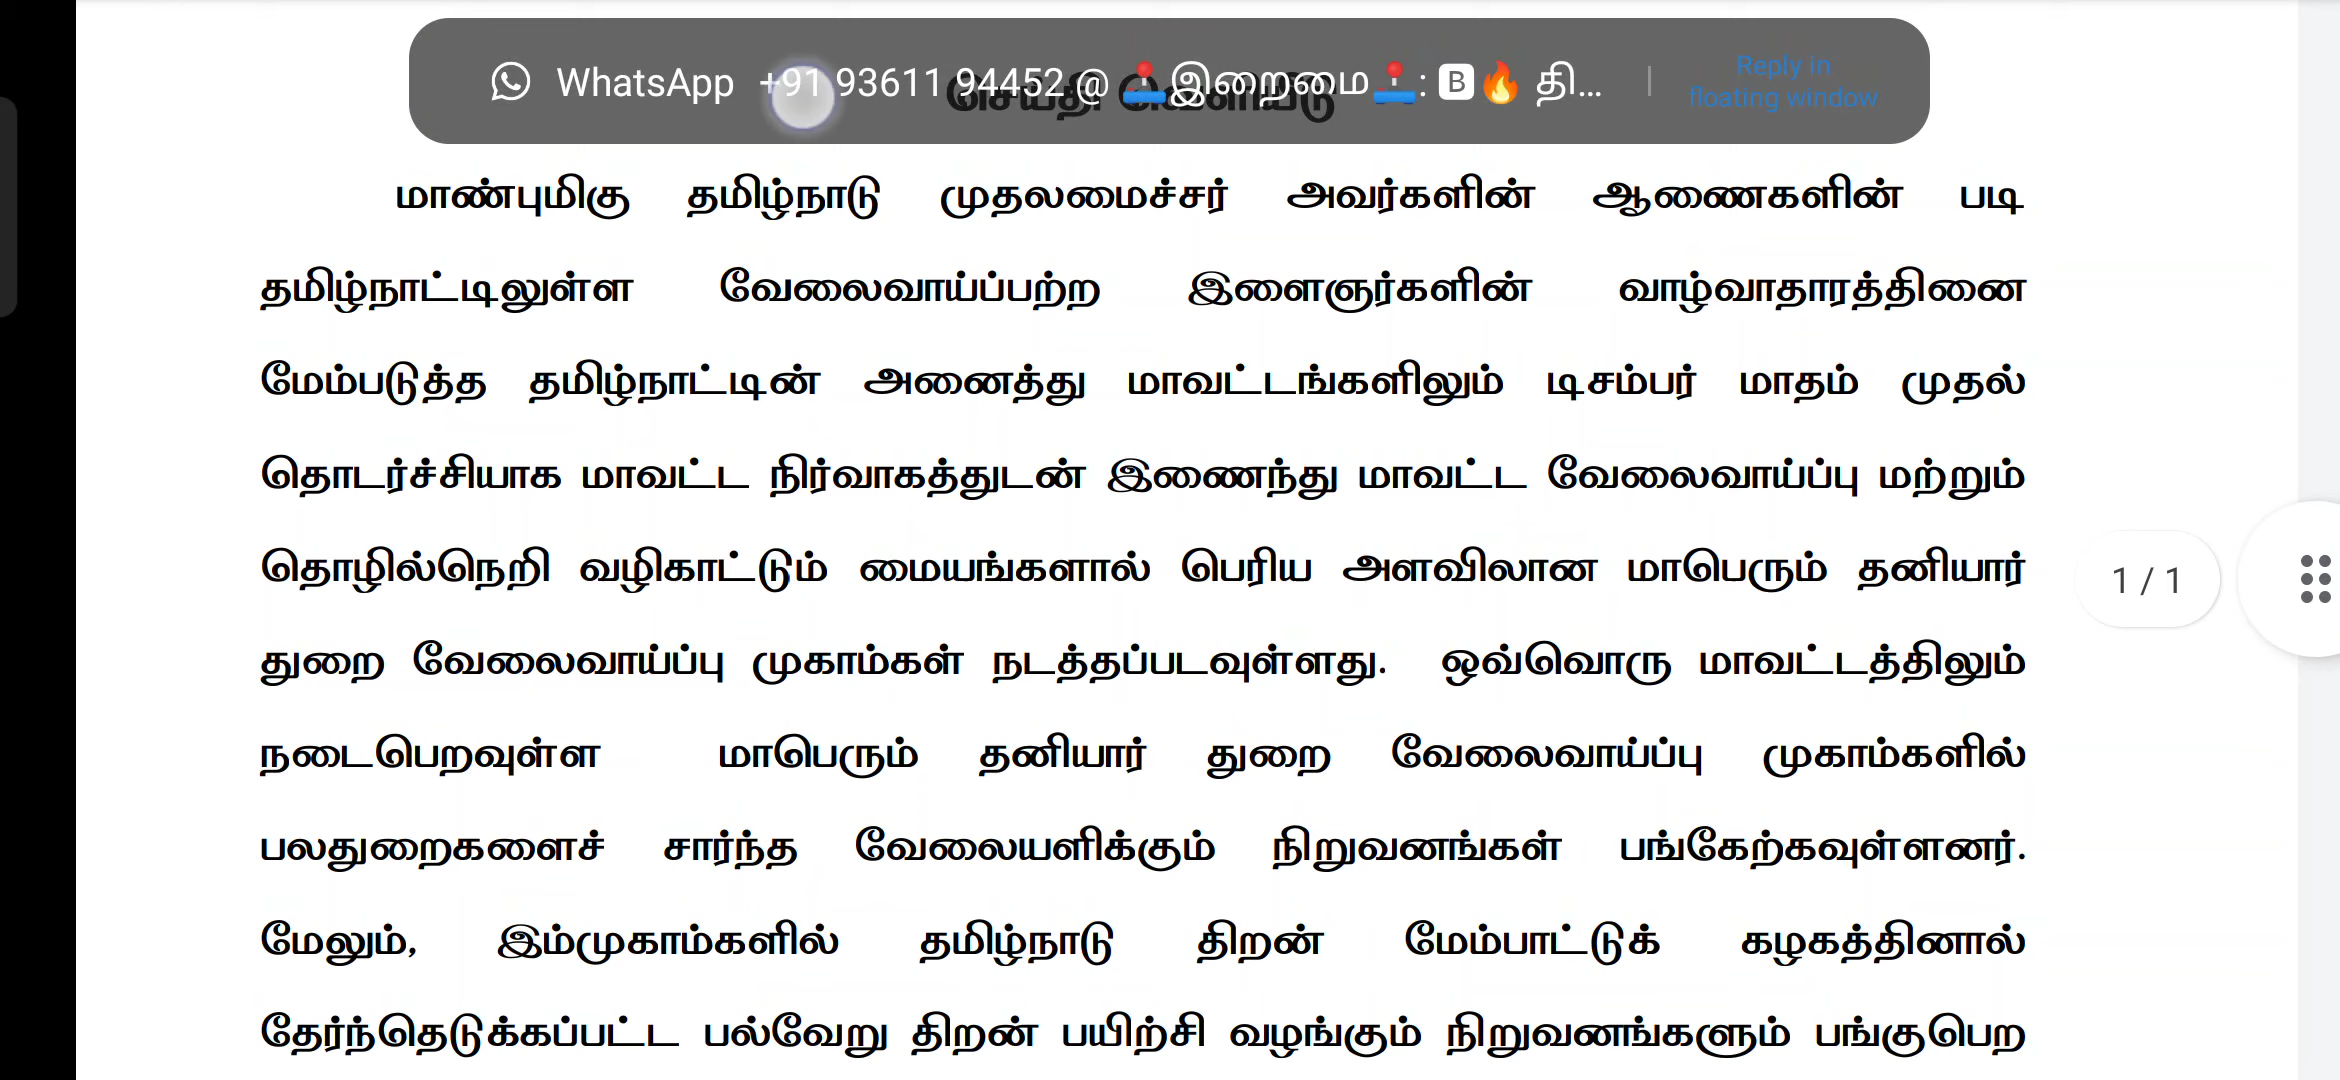 WhatsApp +91 93611 94452 @ 🕹இறைமை🕹: 🅱🔥 தி... Reply in floating window
செய்தி வெளியீடு
மாண்புமிகு தமிழ்நாடு முதலமைச்சர் அவர்களின் ஆணைகளின் படி
தமிழ்நாட்டிலுள்ள வேலைவாய்ப்பற்ற இளைஞர்களின் வாழ்வாதாரத்தினை
மேம்படுத்த தமிழ்நாட்டின் அனைத்து மாவட்டங்களிலும் டிசம்பர் மாதம் முதல்
தொடர்ச்சியாக மாவட்ட நிர்வாகத்துடன் இணைந்து மாவட்ட வேலைவாய்ப்பு மற்றும்
தொழில்நெறி வழிகாட்டும் மையங்களால் பெரிய அளவிலான மாபெரும் தனியார்
துறை வேலைவாய்ப்பு முகாம்கள் நடத்தப்படவுள்ளது. ஒவ்வொரு மாவட்டத்திலும்
நடைபெறவுள்ள மாபெரும் தனியார் துறை வேலைவாய்ப்பு முகாம்களில்
பலதுறைகளைச் சார்ந்த வேலையளிக்கும் நிறுவனங்கள் பங்கேற்கவுள்ளனர்.
மேலும், இம்முகாம்களில் தமிழ்நாடு திறன் மேம்பாட்டுக் கழகத்தினால்
தேர்ந்தெடுக்கப்பட்ட பல்வேறு திறன் பயிற்சி வழங்கும் நிறுவனங்களும் பங்குபெற
1 / 1